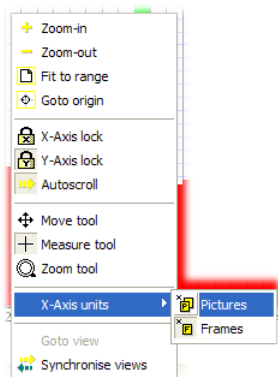 Zoom-in
Zoom-out
Fit to range
Goto origin
X-Axis lock
Y-Axis lock
Autoscroll
Move tool
Measure tool
Zoom tool
X-Axis units
Pictures
Frames
Goto view
Synchronise views